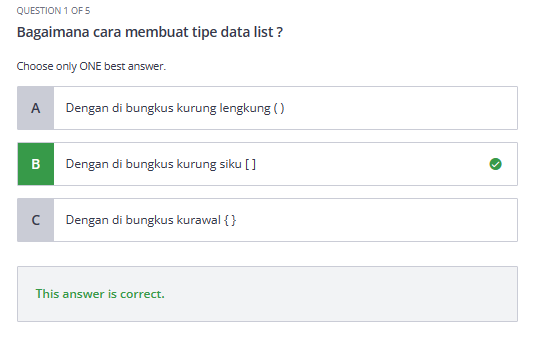 QUESTION 1 OF 5
Bagaimana cara membuat tipe data list ?
Choose only ONE best answer.
A Dengan di bungkus kurung lengkung ( )
B Dengan di bungkus kurung siku [ ]
C Dengan di bungkus kurawal { }
This answer is correct.